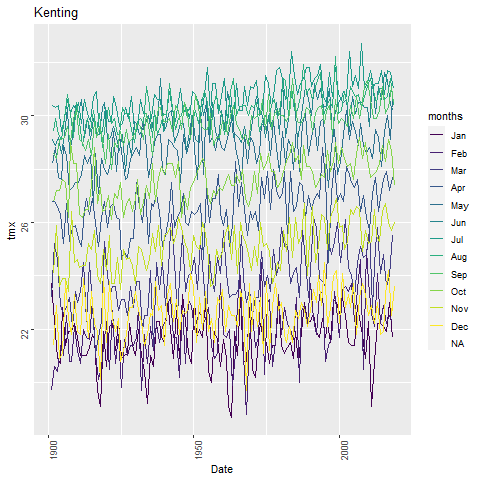 Kenting
tmx
30
26
22
1900
1950
2000
Date
months
Jan
Feb
Mar
Apr
May
Jun
Jul
Aug
Sep
Oct
Nov
Dec
NA